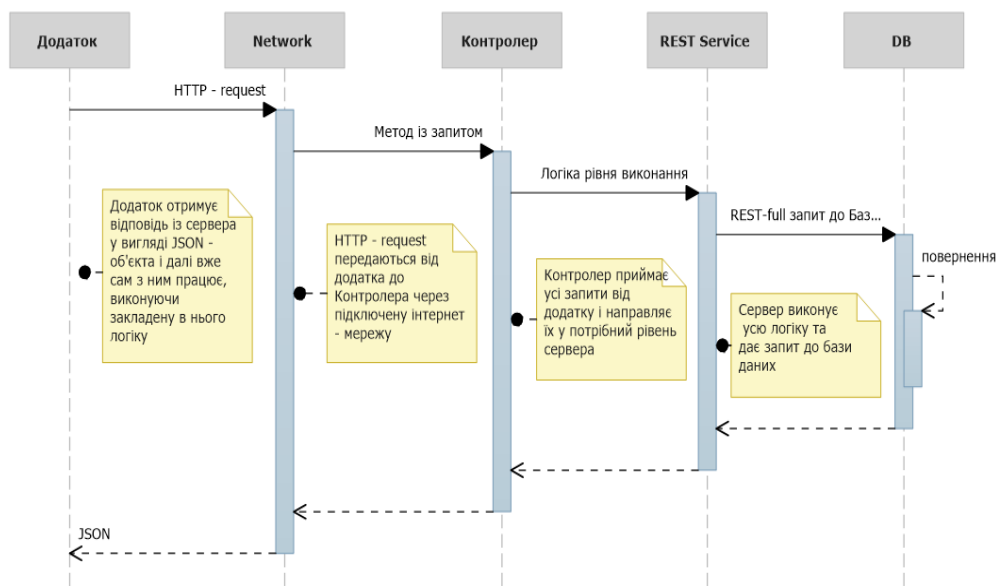 Додаток
Network
Контролер
REST Service
DB
HTTP - request
Метод із запитом
Логіка рівня виконання
REST-full запит до Баз...
повернення
Додаток отримує
відповідь із сервера
у вигляді JSON -
об'єкта і далі вже
сам з ним працює,
виконуючи
закладену в нього
логіку
HTTP - request
передаються від
додатка до
Контролера через
підключену інтернет
- мережу
Контролер приймає
усі запити від
додатку і направляє
їх у потрібний рівень
сервера
Сервер виконує
усю логіку та
дає запит до бази
даних
JSON